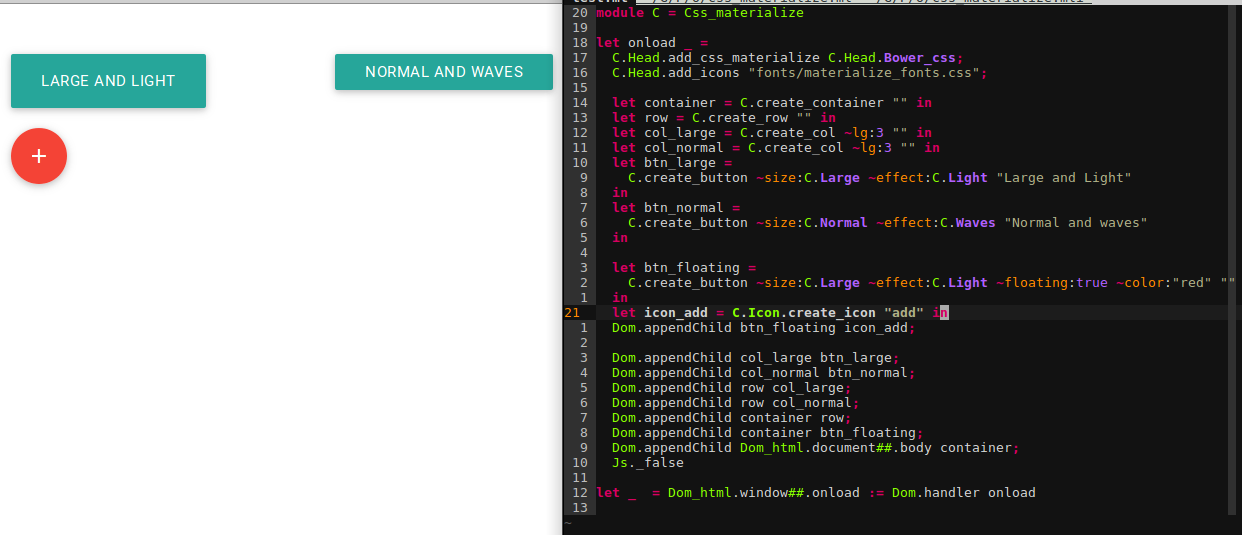 LARGE AND LIGHT
NORMAL AND WAVES
+
20 module C = Css_materialize
19
18 let onload _ =
17   C.Head.add_css_materialize C.Head.Bower_css;
16   C.Head.add_icons "fonts/materialize_fonts.css";
15
14   let container = C.create_container "" in
13   let row = C.create_row "" in
12   let col_large = C.create_col ~lg:3 "" in
11   let col_normal = C.create_col ~lg:3 "" in
10   let btn_large =
9     C.create_button ~size:C.Large ~effect:C.Light "Large and Light"
8   in
7   let btn_normal =
6     C.create_button ~size:C.Normal ~effect:C.Waves "Normal and waves"
5   in
4
3   let btn_floating =
2     C.create_button ~size:C.Large ~effect:C.Light ~floating:true ~color:"red" ""
1   in
21   let icon_add = C.Icon.create_icon "add" in
1   Dom.appendChild btn_floating icon_add;
2
3   Dom.appendChild col_large btn_large;
4   Dom.appendChild col_normal btn_normal;
5   Dom.appendChild row col_large;
6   Dom.appendChild row col_normal;
7   Dom.appendChild container row;
8   Dom.appendChild container btn_floating;
9   Dom.appendChild Dom_html.document##.body container;
10   Js._false
11
12 let _  = Dom_html.window##.onload := Dom.handler onload
13
~